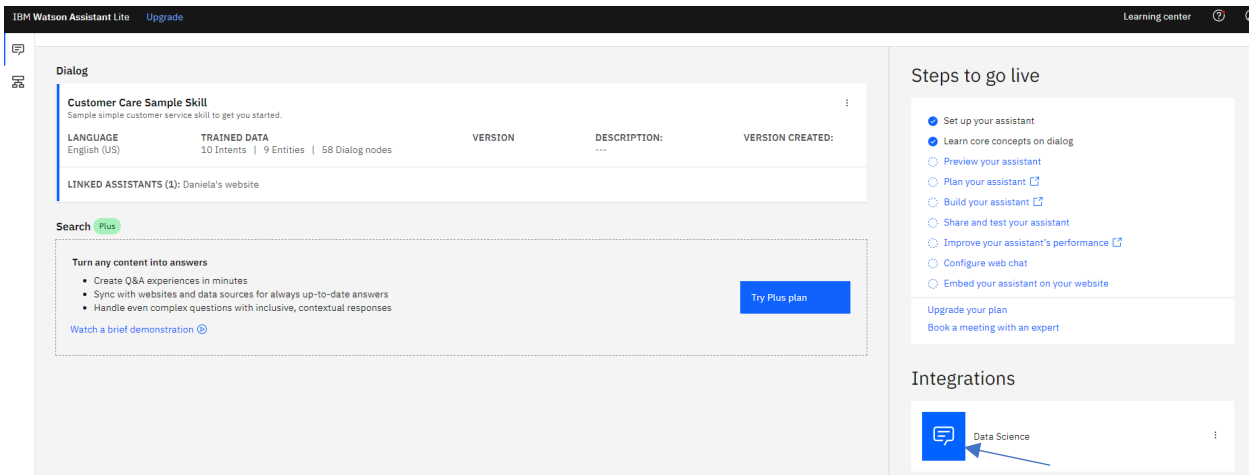 IBM Watson Assistant Lite Upgrade Learning center
Dialog
Customer Care Sample Skill
Sample simple customer service skill to get you started.
LANGUAGE TRAINED DATA VERSION DESCRIPTION: VERSION CREATED:
English (US) 10 Intents | 9 Entities | 58 Dialog nodes ---
LINKED ASSISTANTS (1): Daniela's website
Search Plus
Turn any content into answers
• Create Q&A experiences in minutes
• Sync with websites and data sources for always up-to-date answers
• Handle even complex questions with inclusive, contextual responses
Try Plus plan
Watch a brief demonstration
Steps to go live
Set up your assistant
Learn core concepts on dialog
Preview your assistant
Plan your assistant
Build your assistant
Share and test your assistant
Improve your assistant's performance
Configure web chat
Embed your assistant on your website
Upgrade your plan
Book a meeting with an expert
Integrations
Data Science